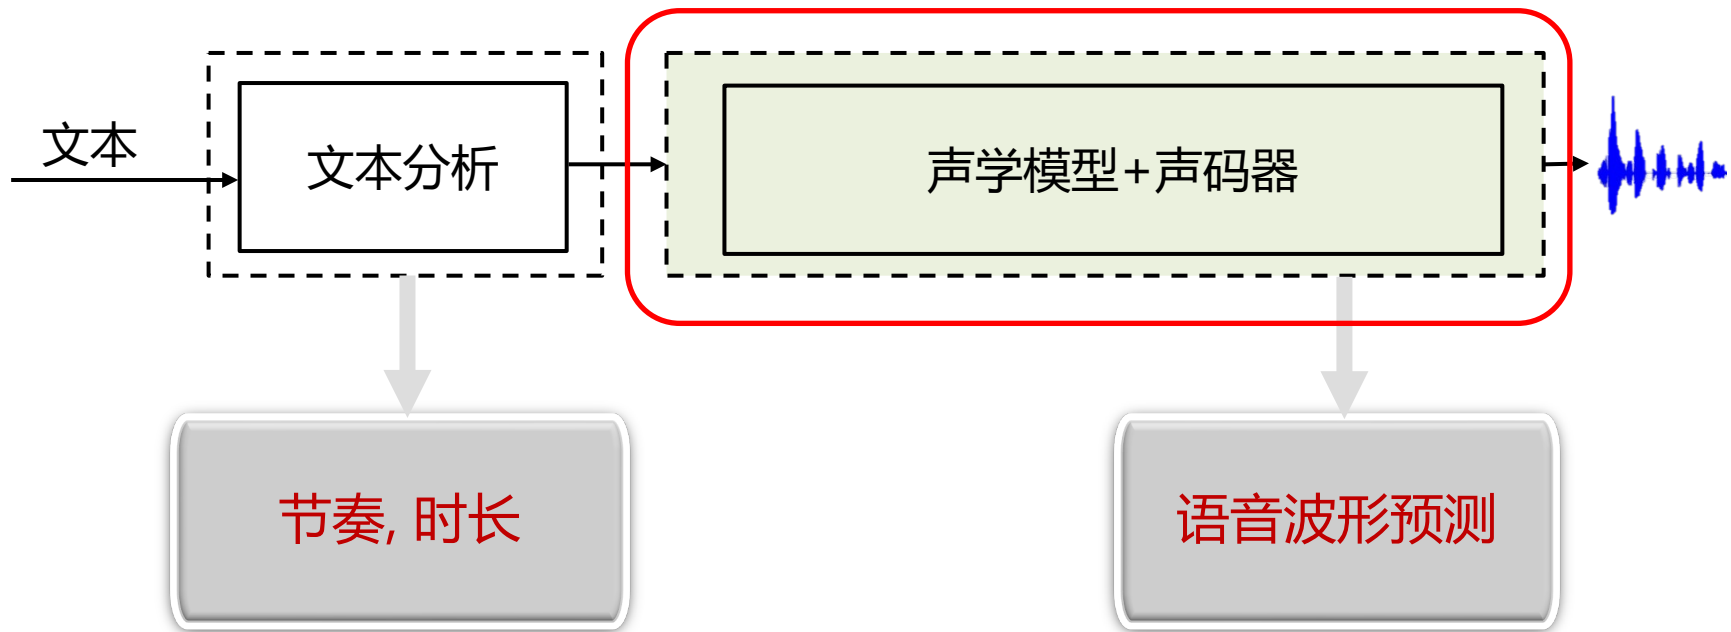 文本
文本分析
声学模型+声码器
节奏, 时长
语音波形预测